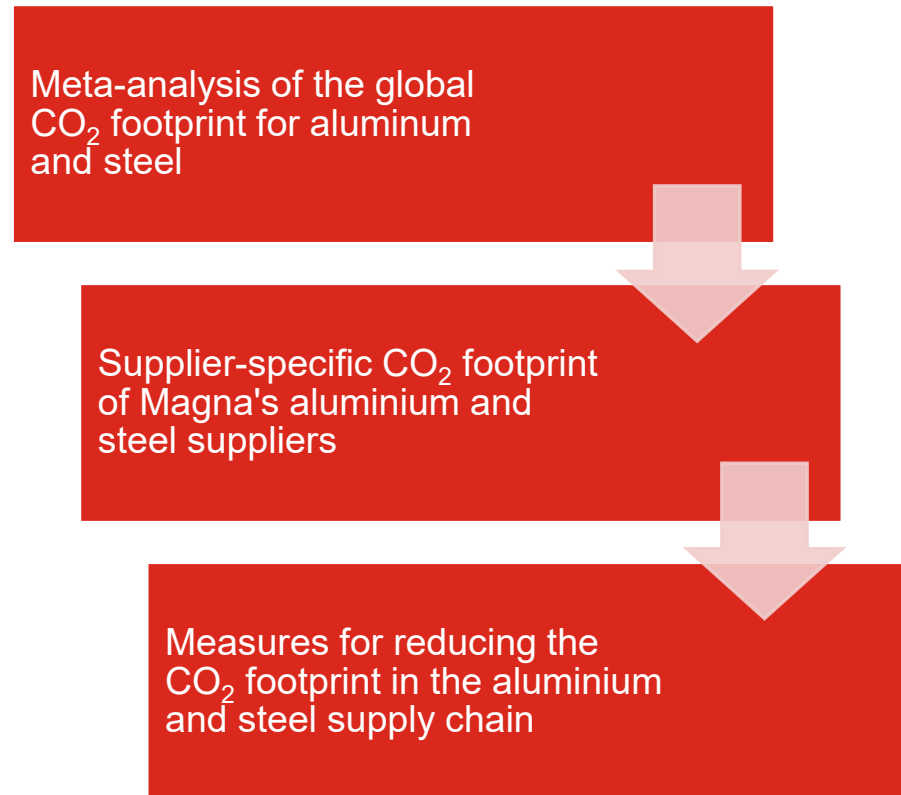 Meta-analysis of the global
CO₂ footprint for aluminum
and steel
Supplier-specific CO₂ footprint
of Magna's aluminium and
steel suppliers
Measures for reducing the
CO₂ footprint in the aluminium
and steel supply chain